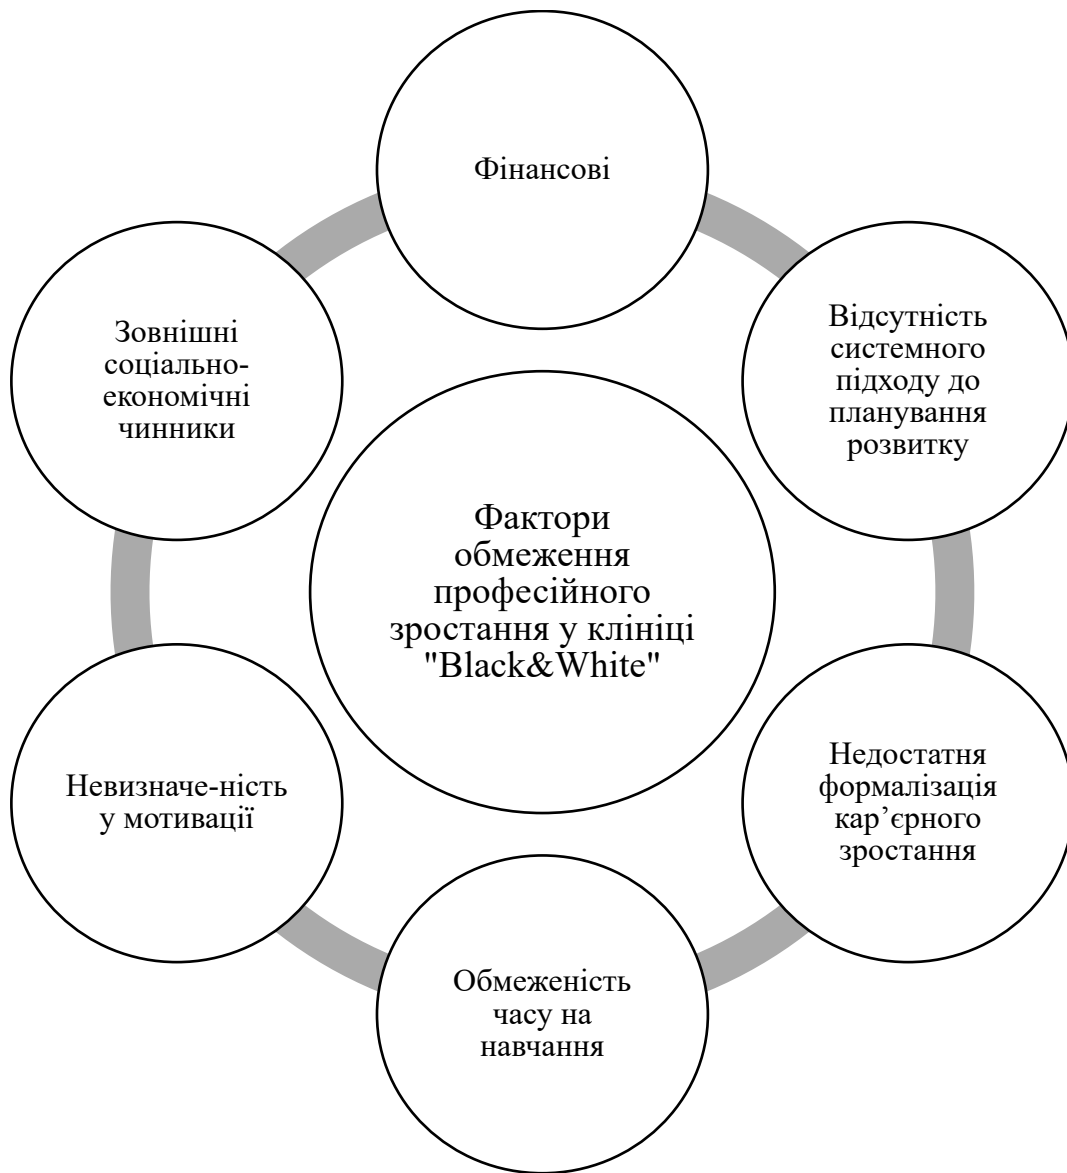 Фінансові
Відсутність
системного
підходу до
планування
розвитку
Недостатня
формалізація
кар’єрного
зростання
Обмеженість
часу на
навчання
Невизначе-ність
у мотивації
Зовнішні
соціально-
економічні
чинники
Фактори
обмеження
професійного
зростання у клініці
"Black&White"